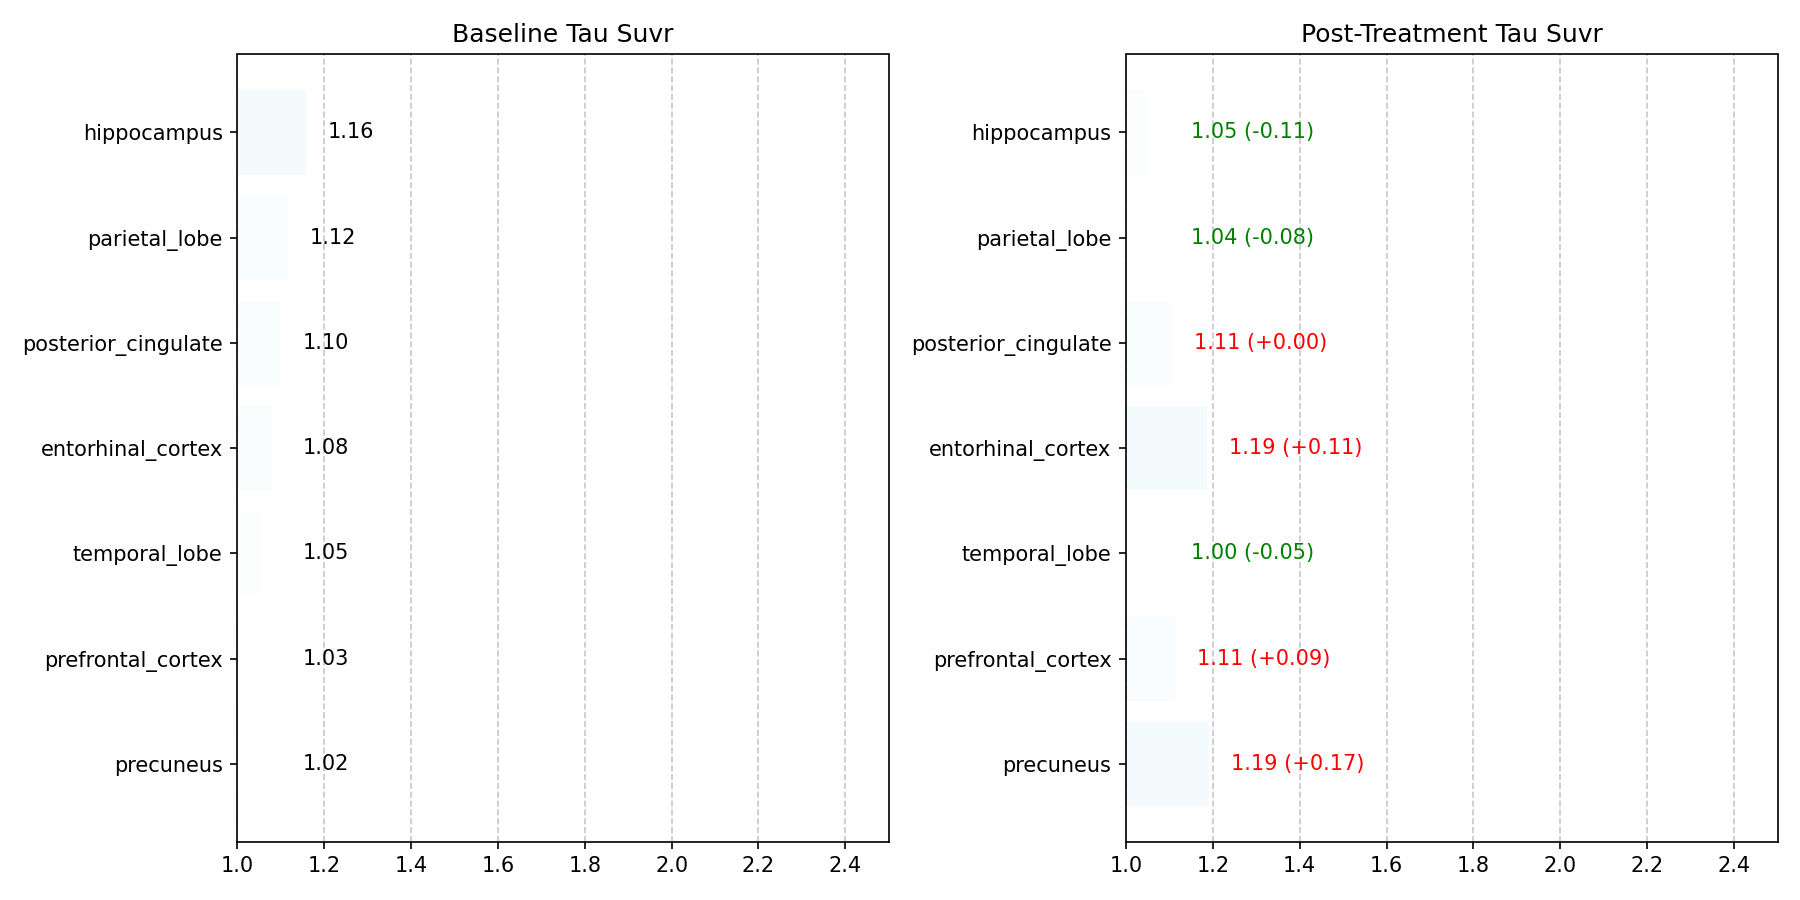 Baseline Tau Suvr
hippocampus 1.16
parietal_lobe 1.12
posterior_cingulate 1.10
entorhinal_cortex 1.08
temporal_lobe 1.05
prefrontal_cortex 1.03
precuneus 1.02
1.0 1.2 1.4 1.6 1.8 2.0 2.2 2.4
Post-Treatment Tau Suvr
hippocampus 1.05 (-0.11)
parietal_lobe 1.04 (-0.08)
posterior_cingulate 1.11 (+0.00)
entorhinal_cortex 1.19 (+0.11)
temporal_lobe 1.00 (-0.05)
prefrontal_cortex 1.11 (+0.09)
precuneus 1.19 (+0.17)
1.0 1.2 1.4 1.6 1.8 2.0 2.2 2.4